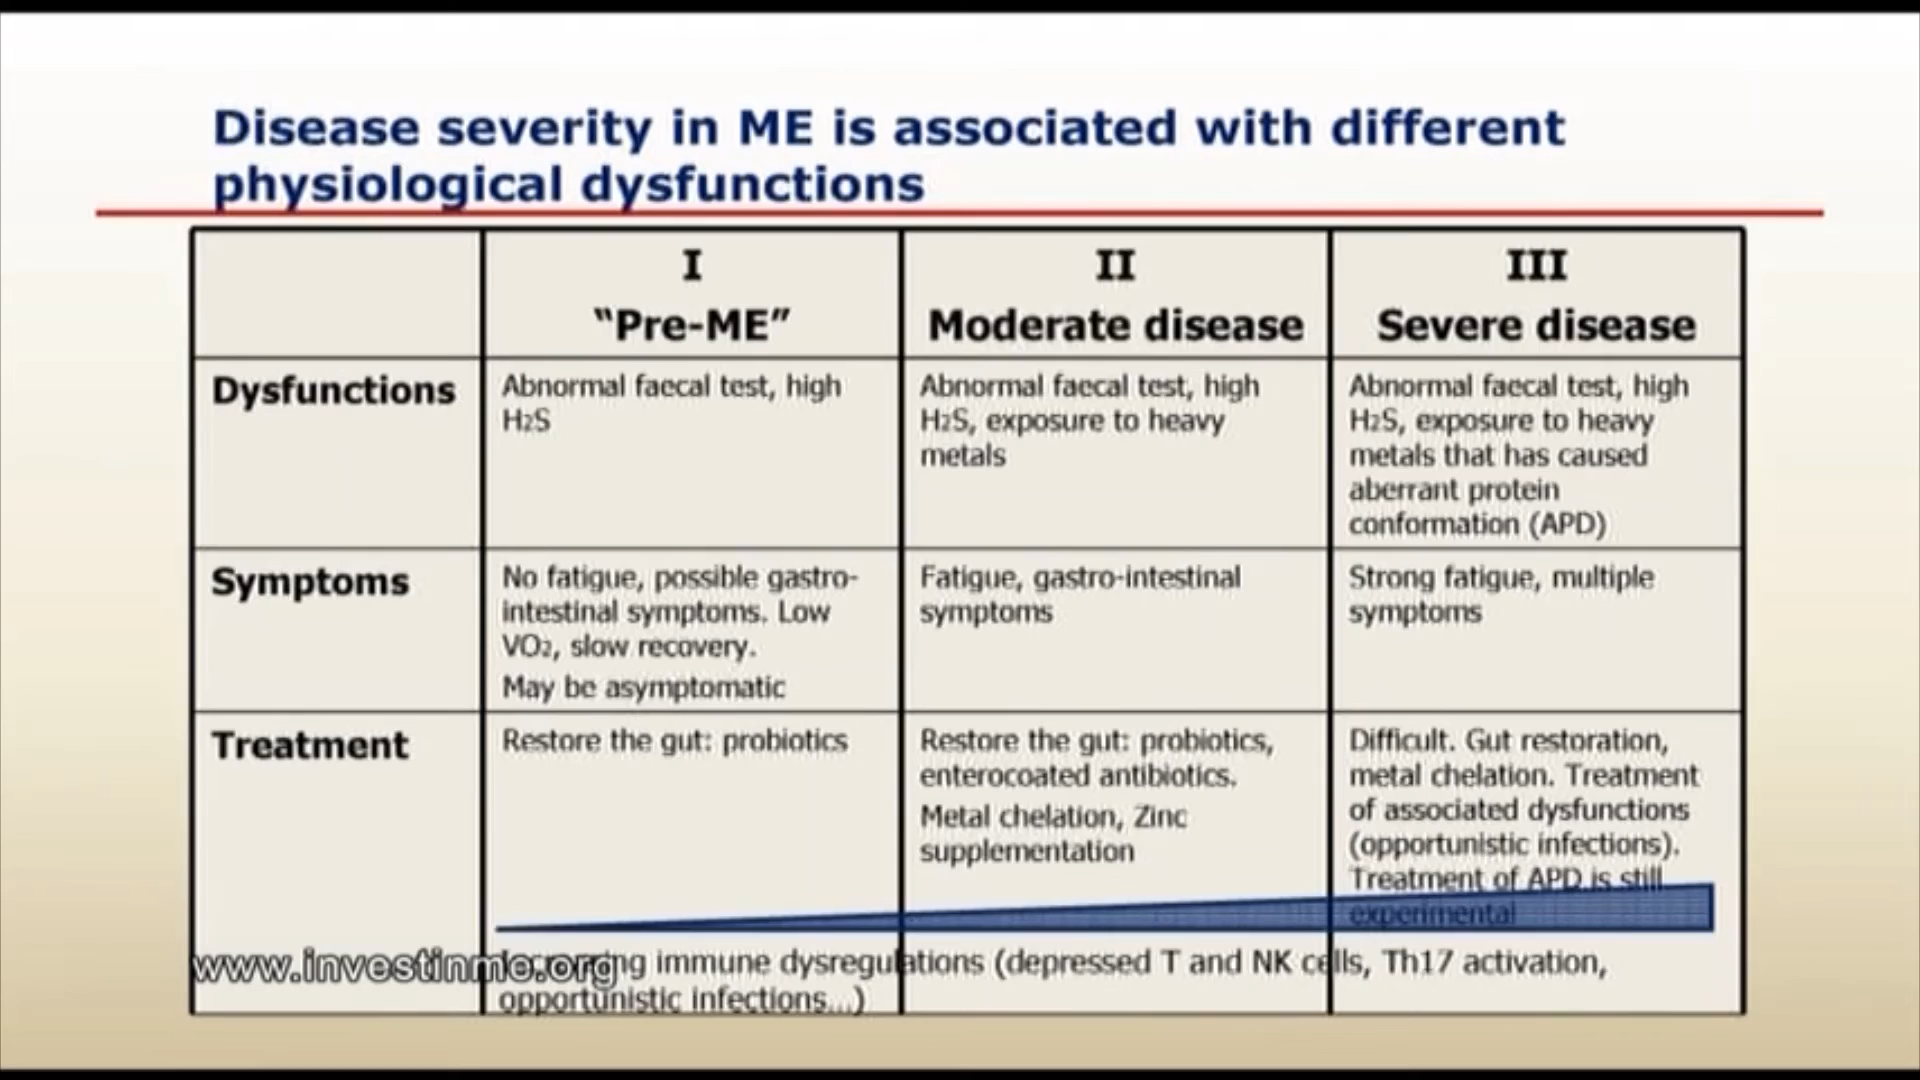 Disease severity in ME is associated with different
physiological dysfunctions
I
"Pre-ME"
II
Moderate disease
III
Severe disease
Dysfunctions
Abnormal faecal test, high
H2S
Abnormal faecal test, high
H2S, exposure to heavy
metals
Abnormal faecal test, high
H2S, exposure to heavy
metals that has caused
aberrant protein
conformation (APD)
Symptoms
No fatigue, possible gastro-
intestinal symptoms. Low
VO2, slow recovery.
May be asymptomatic
Fatigue, gastro-intestinal
symptoms
Strong fatigue, multiple
symptoms
Treatment
Restore the gut: probiotics
Restore the gut: probiotics,
enterocoated antibiotics.
Metal chelation, Zinc
supplementation
Difficult. Gut restoration,
metal chelation. Treatment
of associated dysfunctions
(opportunistic infections).
Treatment of APD is still
experimental
www.investinme.org
immune dysregulations (depressed T and NK cells, Th17 activation,
opportunistic infections...)